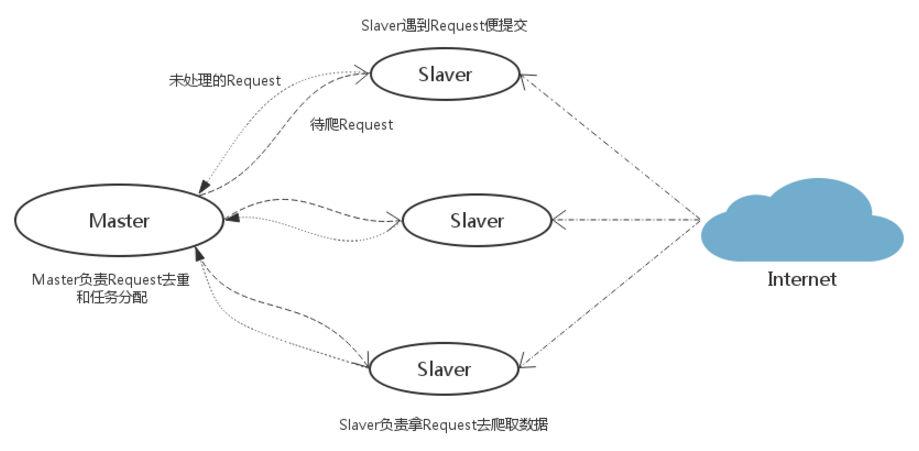 Slaver遇到Request便提交
Slaver
未处理的Request
待爬Request
Master
Slaver
Master负责Request去重
和任务分配
Internet
Slaver
Slaver负责拿Request去爬取数据